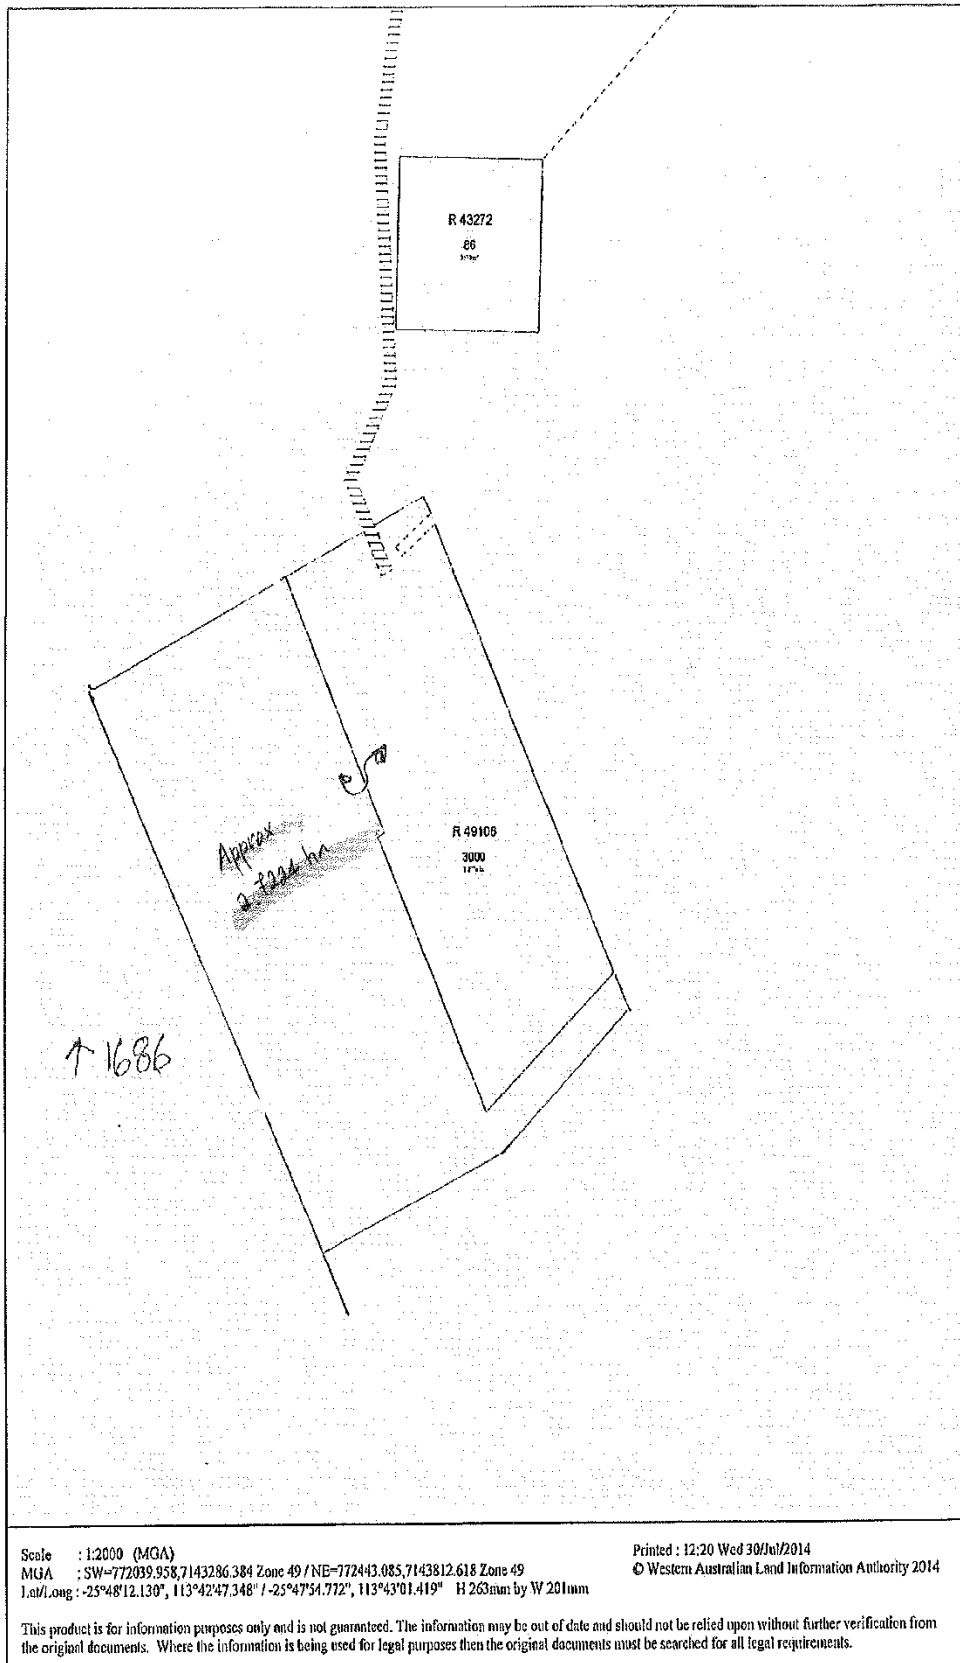 R 43272
86
R 49106
3000
Approx
2.7224 ha
↑ 1686
Scale : 1:2000 (MGA)
MGA : SW=772039.958,7143286.384 Zone 49 / NE=772443.085,7143812.618 Zone 49
Lat/Long : -25°48'12.130", 113°42'47.348" / -25°47'54.772", 113°43'01.419" H 263mm by W 201mm
Printed : 12:20 Wed 30/Jul/2014
© Western Australian Land Information Authority 2014
This product is for information purposes only and is not guaranteed. The information may be out of date and should not be relied upon without further verification from
the original documents. Where the information is being used for legal purposes then the original documents must be searched for all legal requirements.